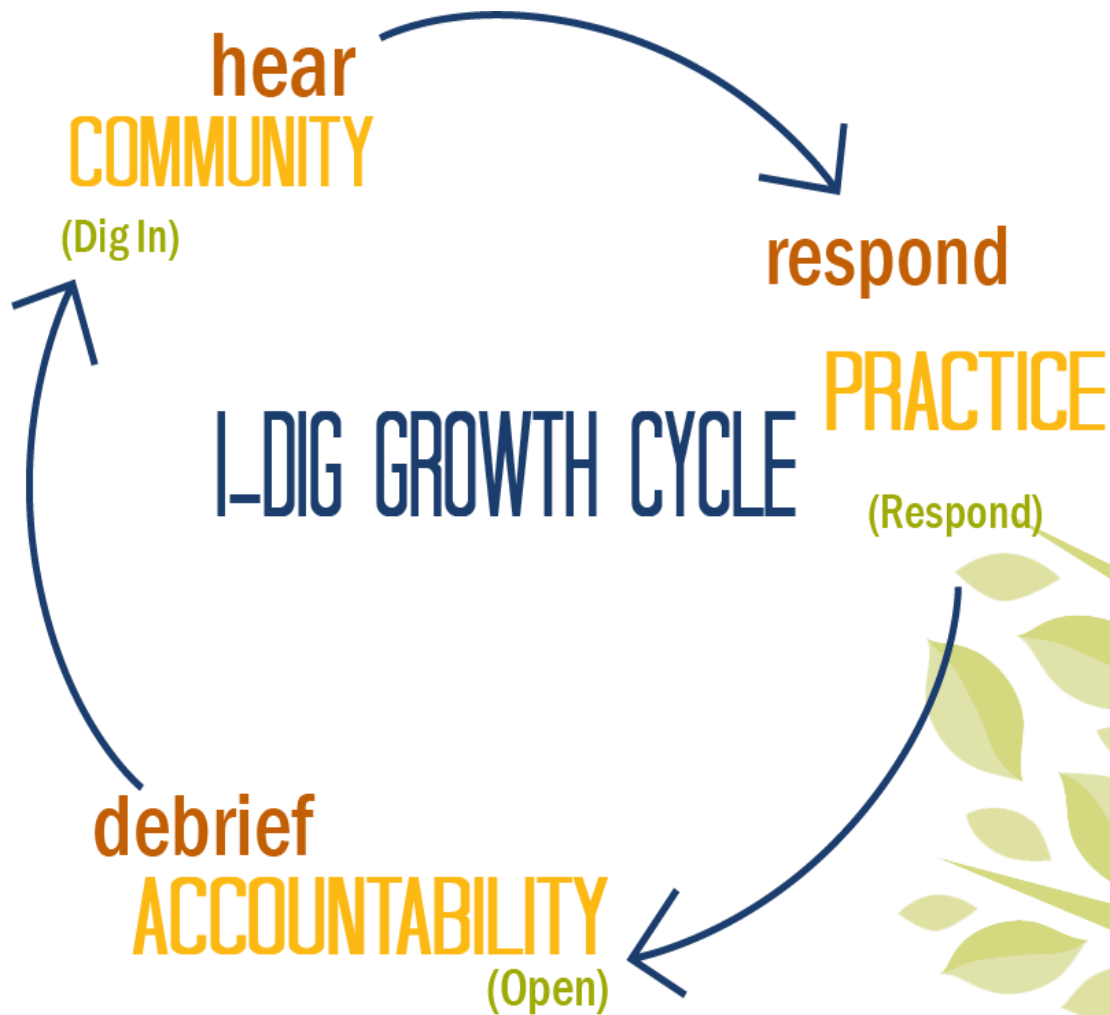 hear
COMMUNITY
(Dig In)
respond
PRACTICE
(Respond)
I-DIG GROWTH CYCLE
debrief
ACCOUNTABILITY
(Open)